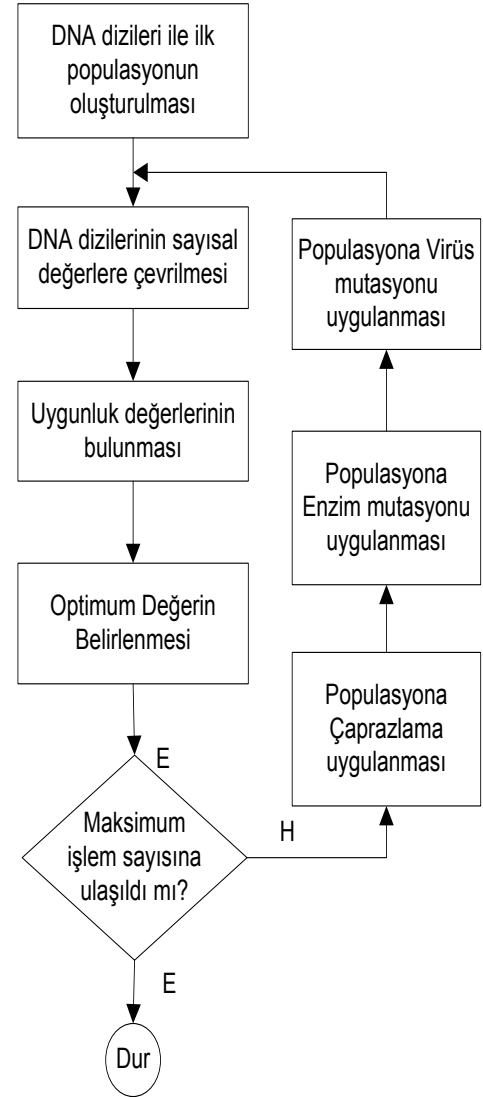 DNA dizileri ile ilk
populasyonun
oluşturulması
DNA dizilerinin sayısal
değerlere çevrilmesi
Uygunluk değerlerinin
bulunması
Optimum Değerin
Belirlenmesi
E
Maksimum
işlem sayısına
ulaşıldı mı?
H
E
Dur
Populasyona Virüs
mutasyonu
uygulanması
Populasyona
Enzim mutasyonu
uygulanması
Populasyona
Çaprazlama
uygulanması